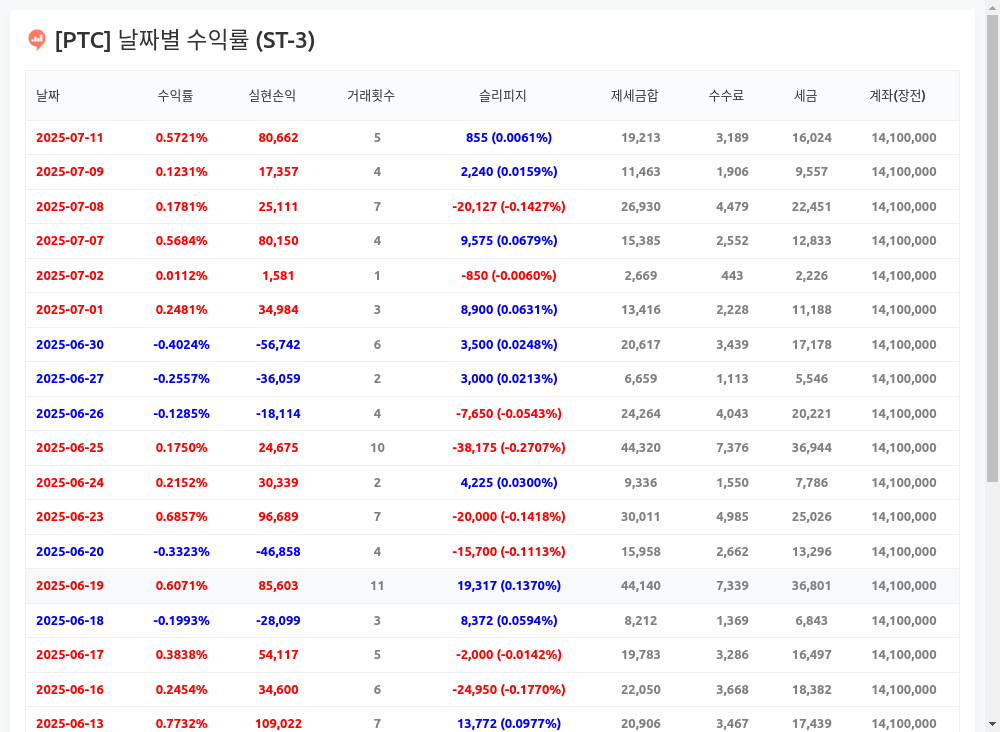 [PTC] 날짜별 수익률 (ST-3)
날짜 수익률 실현손익 거래횟수 슬리피지 제세금합 수수료 세금 계좌(장전)
2025-07-11 0.5721% 80,662 5 855 (0.0061%) 19,213 3,189 16,024 14,100,000
2025-07-09 0.1231% 17,357 4 2,240 (0.0159%) 11,463 1,906 9,557 14,100,000
2025-07-08 0.1781% 25,111 7 -20,127 (-0.1427%) 26,930 4,479 22,451 14,100,000
2025-07-07 0.5684% 80,150 4 9,575 (0.0679%) 15,385 2,552 12,833 14,100,000
2025-07-02 0.0112% 1,581 1 -850 (-0.0060%) 2,669 443 2,226 14,100,000
2025-07-01 0.2481% 34,984 3 8,900 (0.0631%) 13,416 2,228 11,188 14,100,000
2025-06-30 -0.4024% -56,742 6 3,500 (0.0248%) 20,617 3,439 17,178 14,100,000
2025-06-27 -0.2557% -36,059 2 3,000 (0.0213%) 6,659 1,113 5,546 14,100,000
2025-06-26 -0.1285% -18,114 4 -7,650 (-0.0543%) 24,264 4,043 20,221 14,100,000
2025-06-25 0.1750% 24,675 10 -38,175 (-0.2707%) 44,320 7,376 36,944 14,100,000
2025-06-24 0.2152% 30,339 2 4,225 (0.0300%) 9,336 1,550 7,786 14,100,000
2025-06-23 0.6857% 96,689 7 -20,000 (-0.1418%) 30,011 4,985 25,026 14,100,000
2025-06-20 -0.3323% -46,858 4 -15,700 (-0.1113%) 15,958 2,662 13,296 14,100,000
2025-06-19 0.6071% 85,603 11 19,317 (0.1370%) 44,140 7,339 36,801 14,100,000
2025-06-18 -0.1993% -28,099 3 8,372 (0.0594%) 8,212 1,369 6,843 14,100,000
2025-06-17 0.3838% 54,117 5 -2,000 (-0.0142%) 19,783 3,286 16,497 14,100,000
2025-06-16 0.2454% 34,600 6 -24,950 (-0.1770%) 22,050 3,668 18,382 14,100,000
2025-06-13 0.7732% 109,022 7 13,772 (0.0977%) 20,906 3,467 17,439 14,100,000